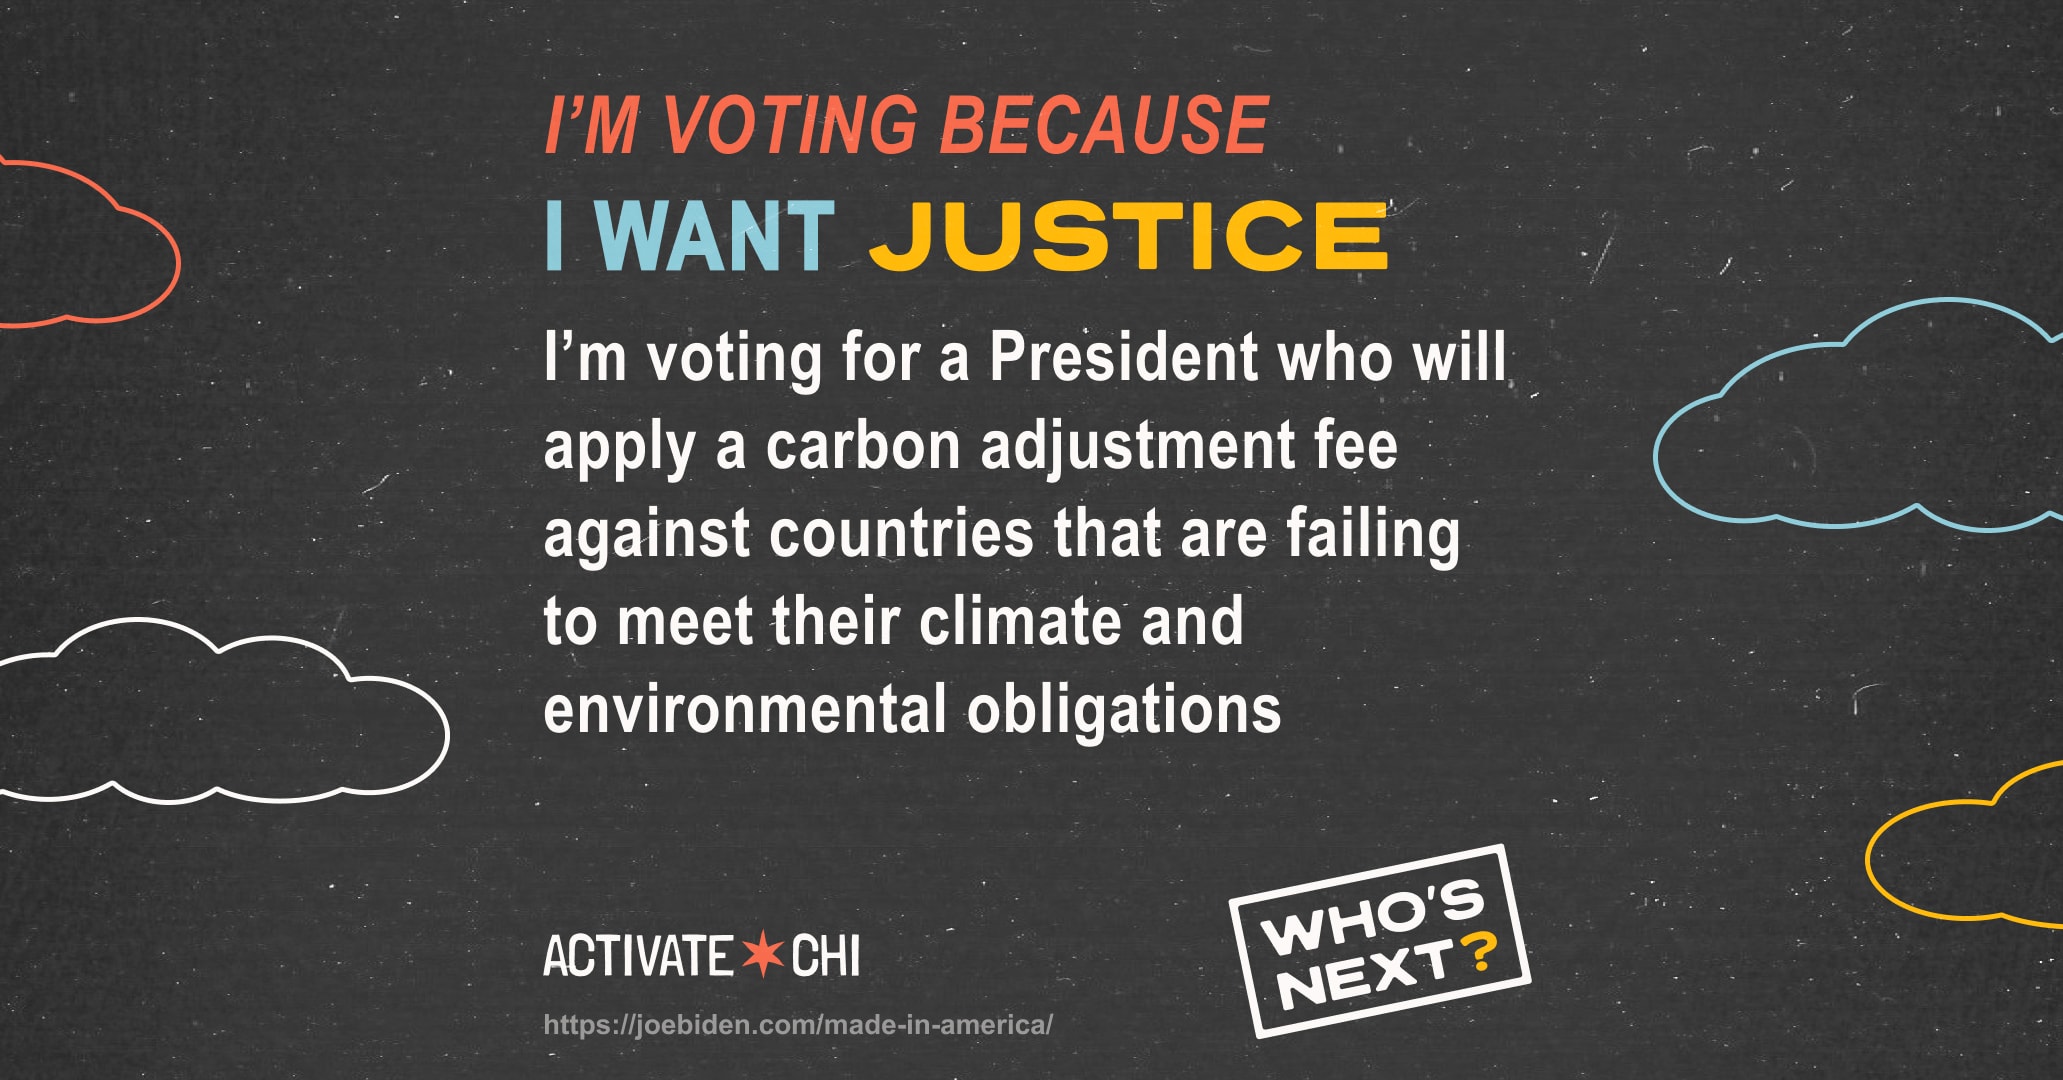 I’M VOTING BECAUSE
I WANT JUSTICE
I’m voting for a President who will
apply a carbon adjustment fee
against countries that are failing
to meet their climate and
environmental obligations
ACTIVATE CHI
https://joebiden.com/made-in-america/
WHO'S
NEXT?